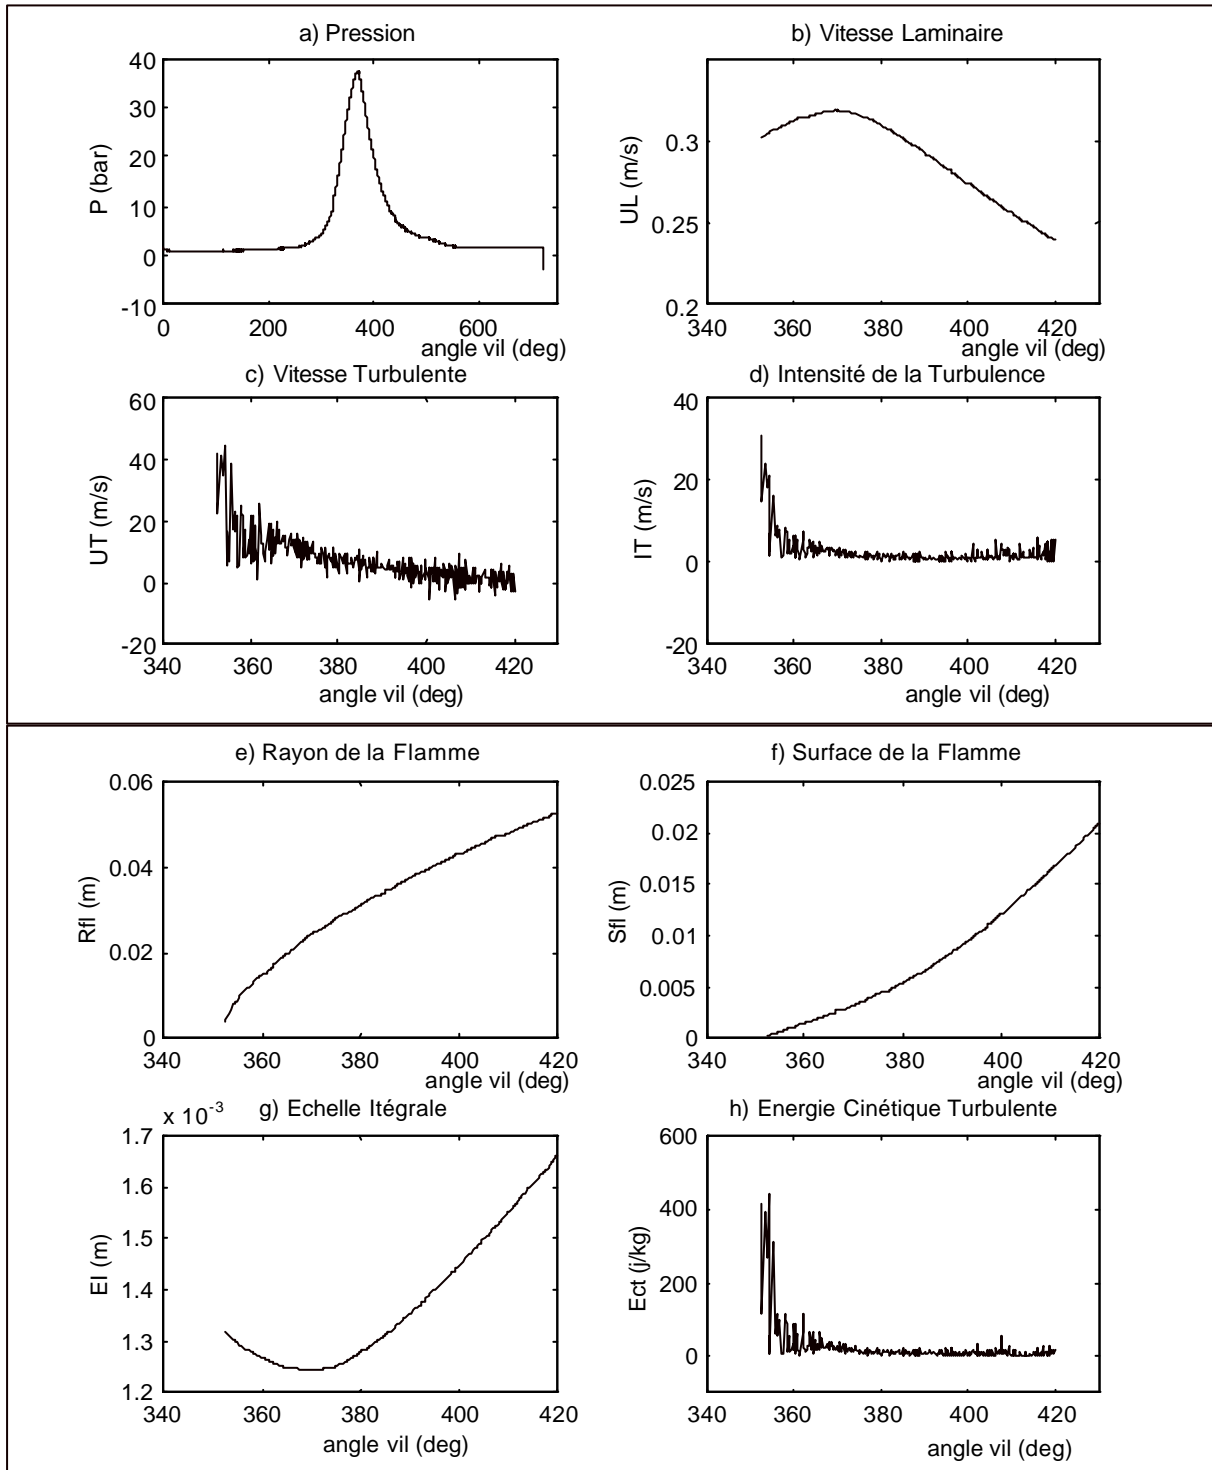 a) Pression
40
30
20
10
0
-10
P (bar)
0 200 400 600
angle vil (deg)
b) Vitesse Laminaire
0.3
0.25
0.2
UL (m/s)
340 360 380 400 420
angle vil (deg)
c) Vitesse Turbulente
60
40
20
0
-20
UT (m/s)
340 360 380 400 420
angle vil (deg)
d) Intensité de la Turbulence
40
20
0
-20
IT (m/s)
340 360 380 400 420
angle vil (deg)
e) Rayon de la Flamme
0.06
0.04
0.02
0
Rfl (m)
340 360 380 400 420
angle vil (deg)
f) Surface de la Flamme
0.025
0.02
0.015
0.01
0.005
0
Sfl (m)
340 360 380 400 420
angle vil (deg)
x 10⁻³ g) Echelle Itégrale
1.7
1.6
1.5
1.4
1.3
1.2
EI (m)
340 360 380 400 420
angle vil (deg)
h) Energie Cinétique Turbulente
600
400
200
0
Ect (j/kg)
340 360 380 400 420
angle vil (deg)